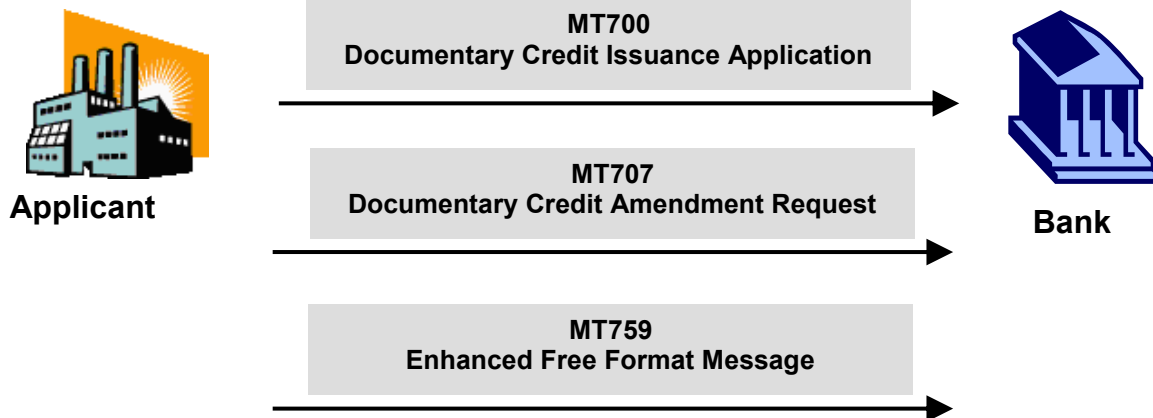 MT700
Documentary Credit Issuance Application
MT707
Documentary Credit Amendment Request
Applicant
Bank
MT759
Enhanced Free Format Message